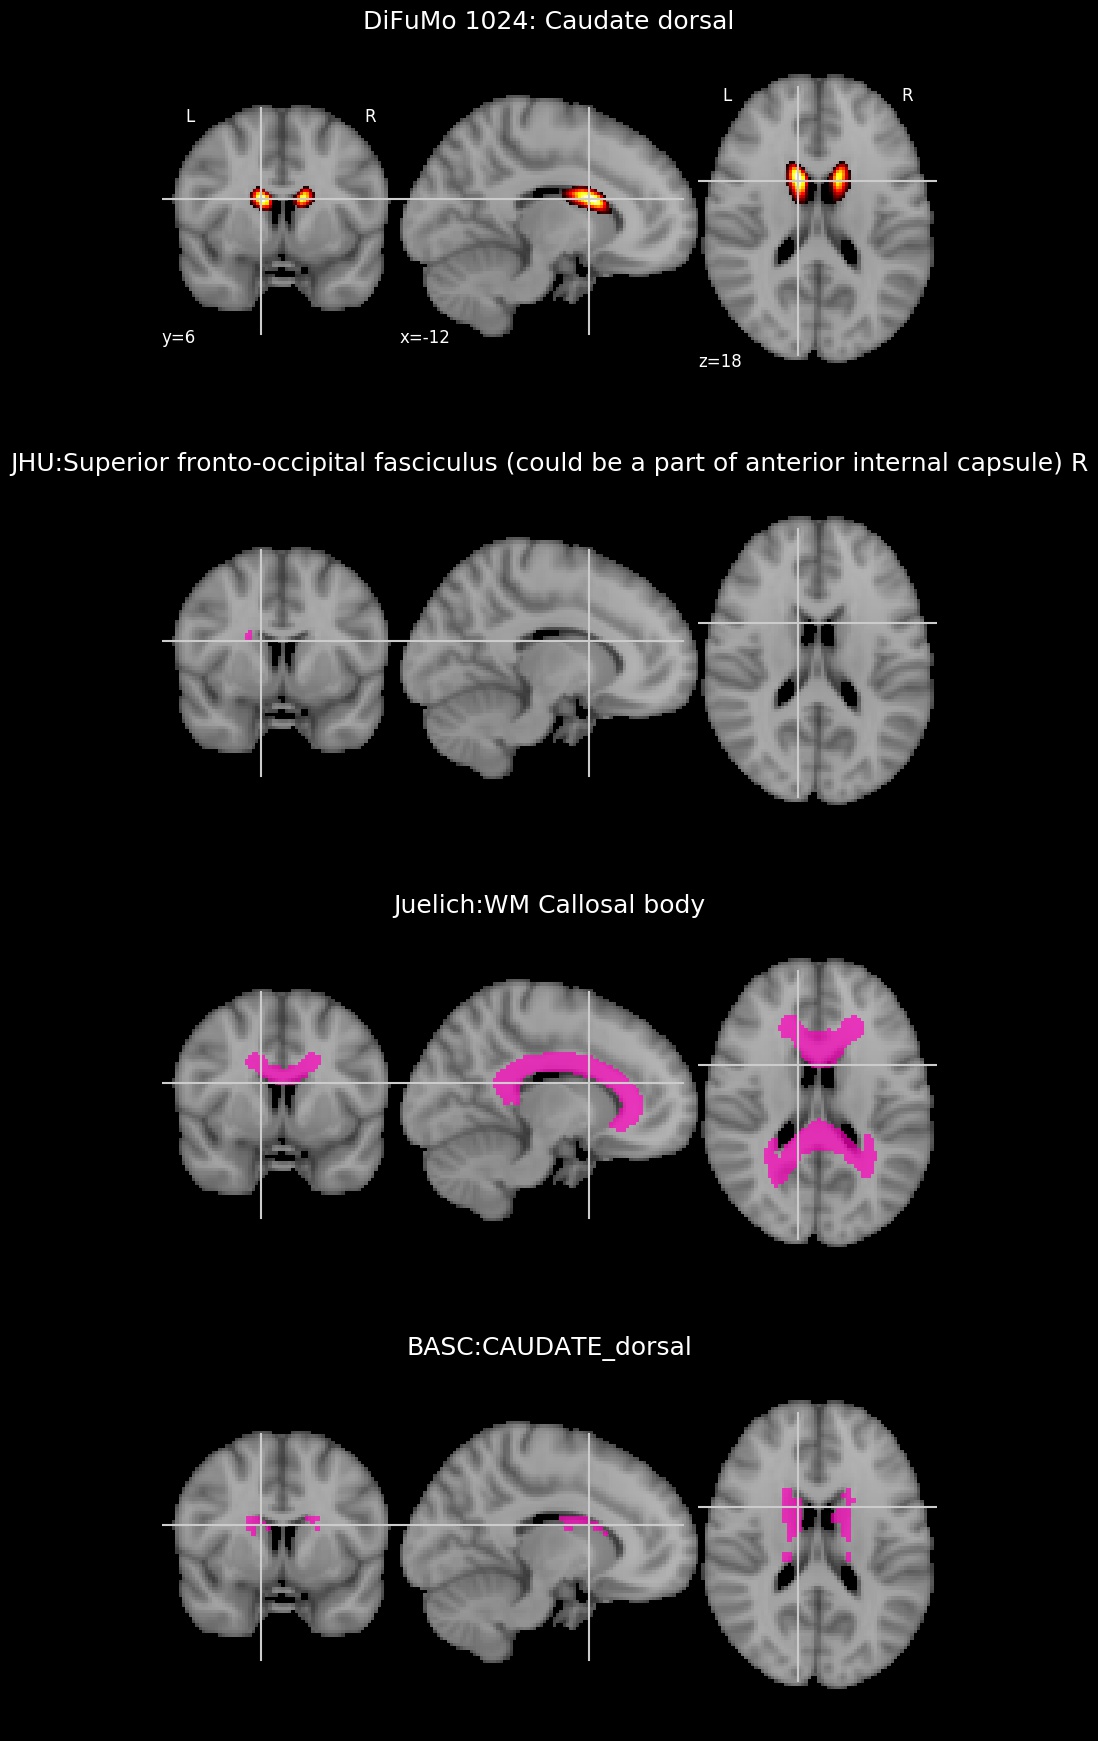 DiFuMo 1024: Caudate dorsal
L R L R
y=6 x=-12 z=18
JHU:Superior fronto-occipital fasciculus (could be a part of anterior internal capsule) R
Juelich:WM Callosal body
BASC:CAUDATE_dorsal